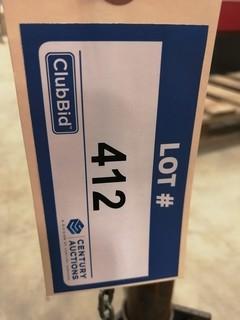 LOT #
412
ClubBid
CENTURY
AUCTIONS